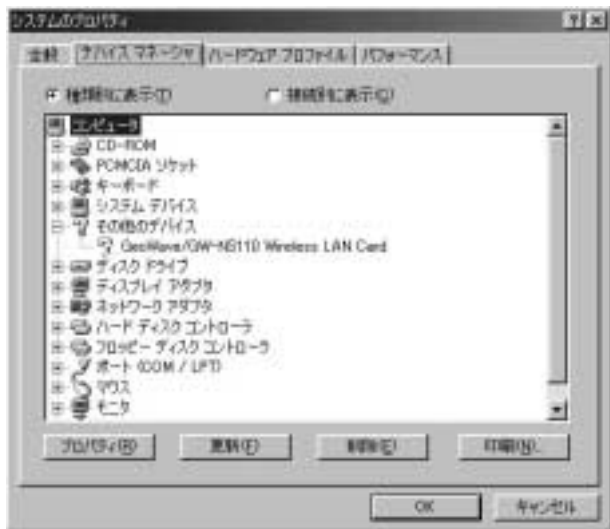 システムのプロパティ
全般 デバイス マネージャ ハードウェア プロファイル パフォーマンス
種類別に表示(T) 接続別に表示(C)
コンピュータ
CD-ROM
PCMCIA ソケット
キーボード
システム デバイス
その他のデバイス
GeoWave/GW-NS110 Wireless LAN Card
ディスク ドライブ
ディスプレイ アダプタ
ネットワーク アダプタ
ハード ディスク コントローラ
フロッピー ディスク コントローラ
ポート (COM / LPT)
マウス
モニタ
プロパティ(R) 更新(F) 削除(E) 印刷(N)...
OK キャンセル